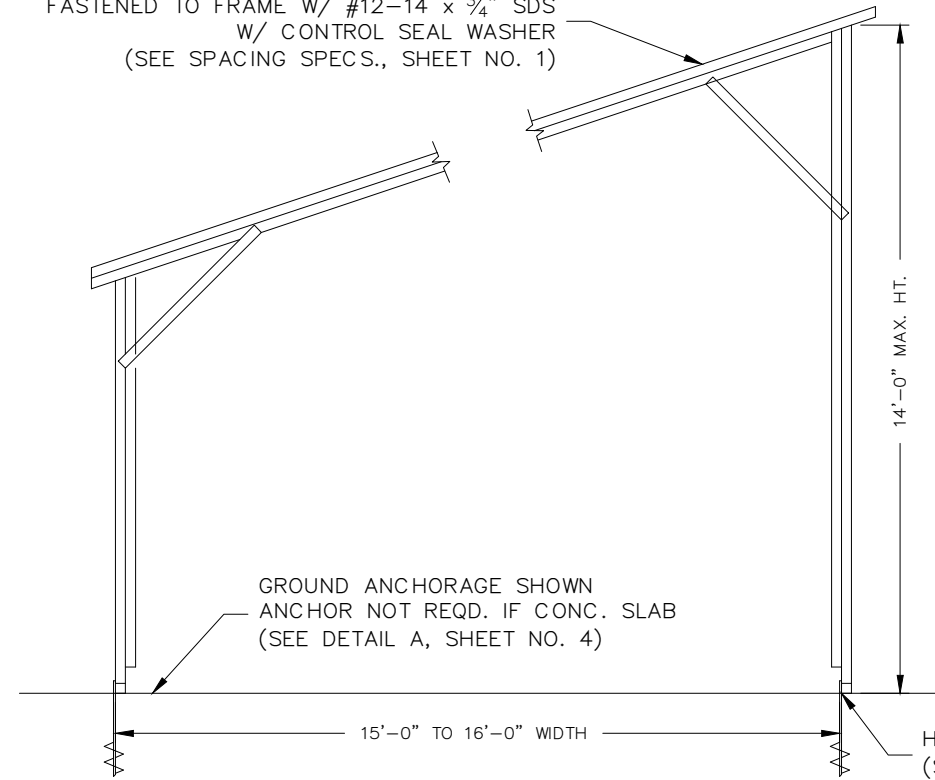 FASTENED TO FRAME W/ #12-14 x 3/4" SDS
W/ CONTROL SEAL WASHER
(SEE SPACING SPECS., SHEET NO. 1)
14'-0" MAX. HT.
GROUND ANCHORAGE SHOWN
ANCHOR NOT REQD. IF CONC. SLAB
(SEE DETAIL A, SHEET NO. 4)
15'-0" TO 16'-0" WIDTH